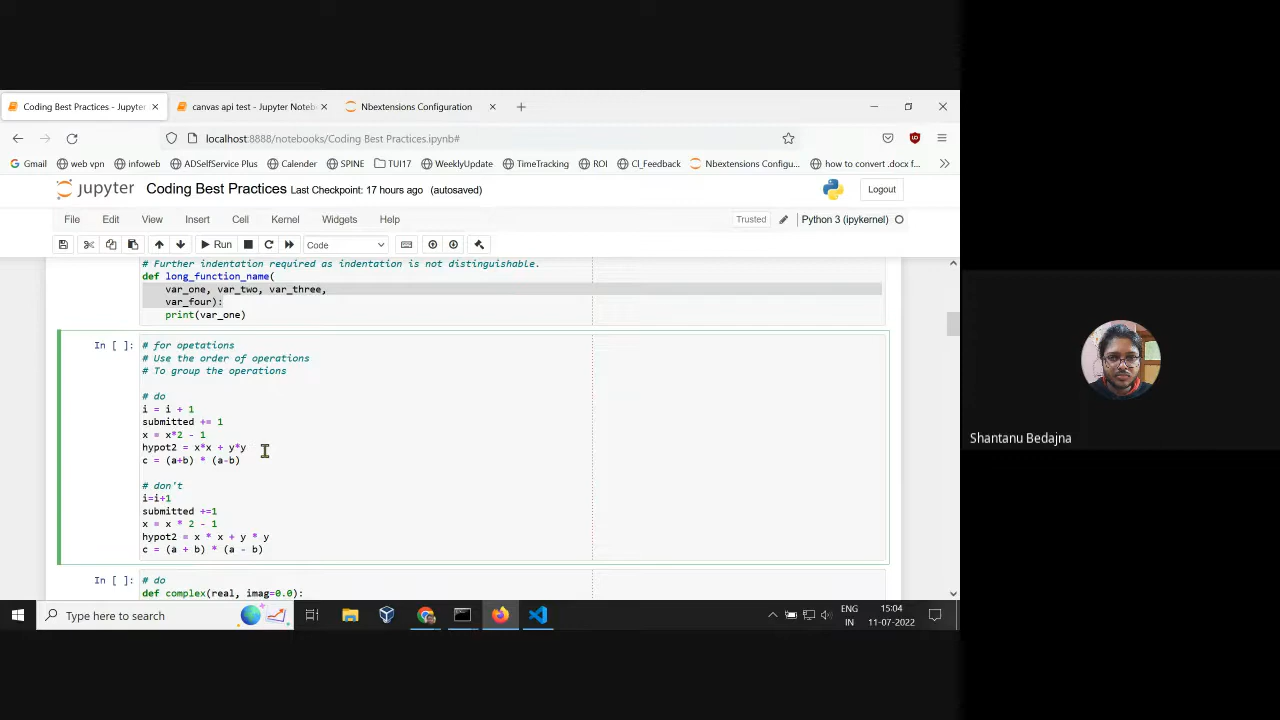 Coding Best Practices - Jupyter
canvas api test - Jupyter Noteb
Nbextensions Configuration
localhost:8888/notebooks/Coding Best Practices.ipynb#
Gmail
web vpn
infoweb
ADSelfService Plus
Calender
SPINE
TUI17
WeeklyUpdate
TimeTracking
ROI
CI_Feedback
Nbextensions Configu...
how to convert .docx f...
jupyter Coding Best Practices Last Checkpoint: 17 hours ago (autosaved)
Logout
File Edit View Insert Cell Kernel Widgets Help
Trusted
Python 3 (ipykernel)
Run
Code
# Further indentation required as indentation is not distinguishable.
def long_function_name(
var_one, var_two, var_three,
var_four):
print(var_one)
In [ ]:
# for opetations
# Use the order of operations
# To group the operations
# do
i = i + 1
submitted += 1
x = x*2 - 1
hypot2 = x*x + y*y
c = (a+b) * (a-b)
# don't
i=i+1
submitted +=1
x = x * 2 - 1
hypot2 = x * x + y * y
c = (a + b) * (a - b)
In [ ]:
# do
def complex(real, imag=0.0):
Type here to search
ENG
IN
15:04
11-07-2022
Shantanu Bedajna